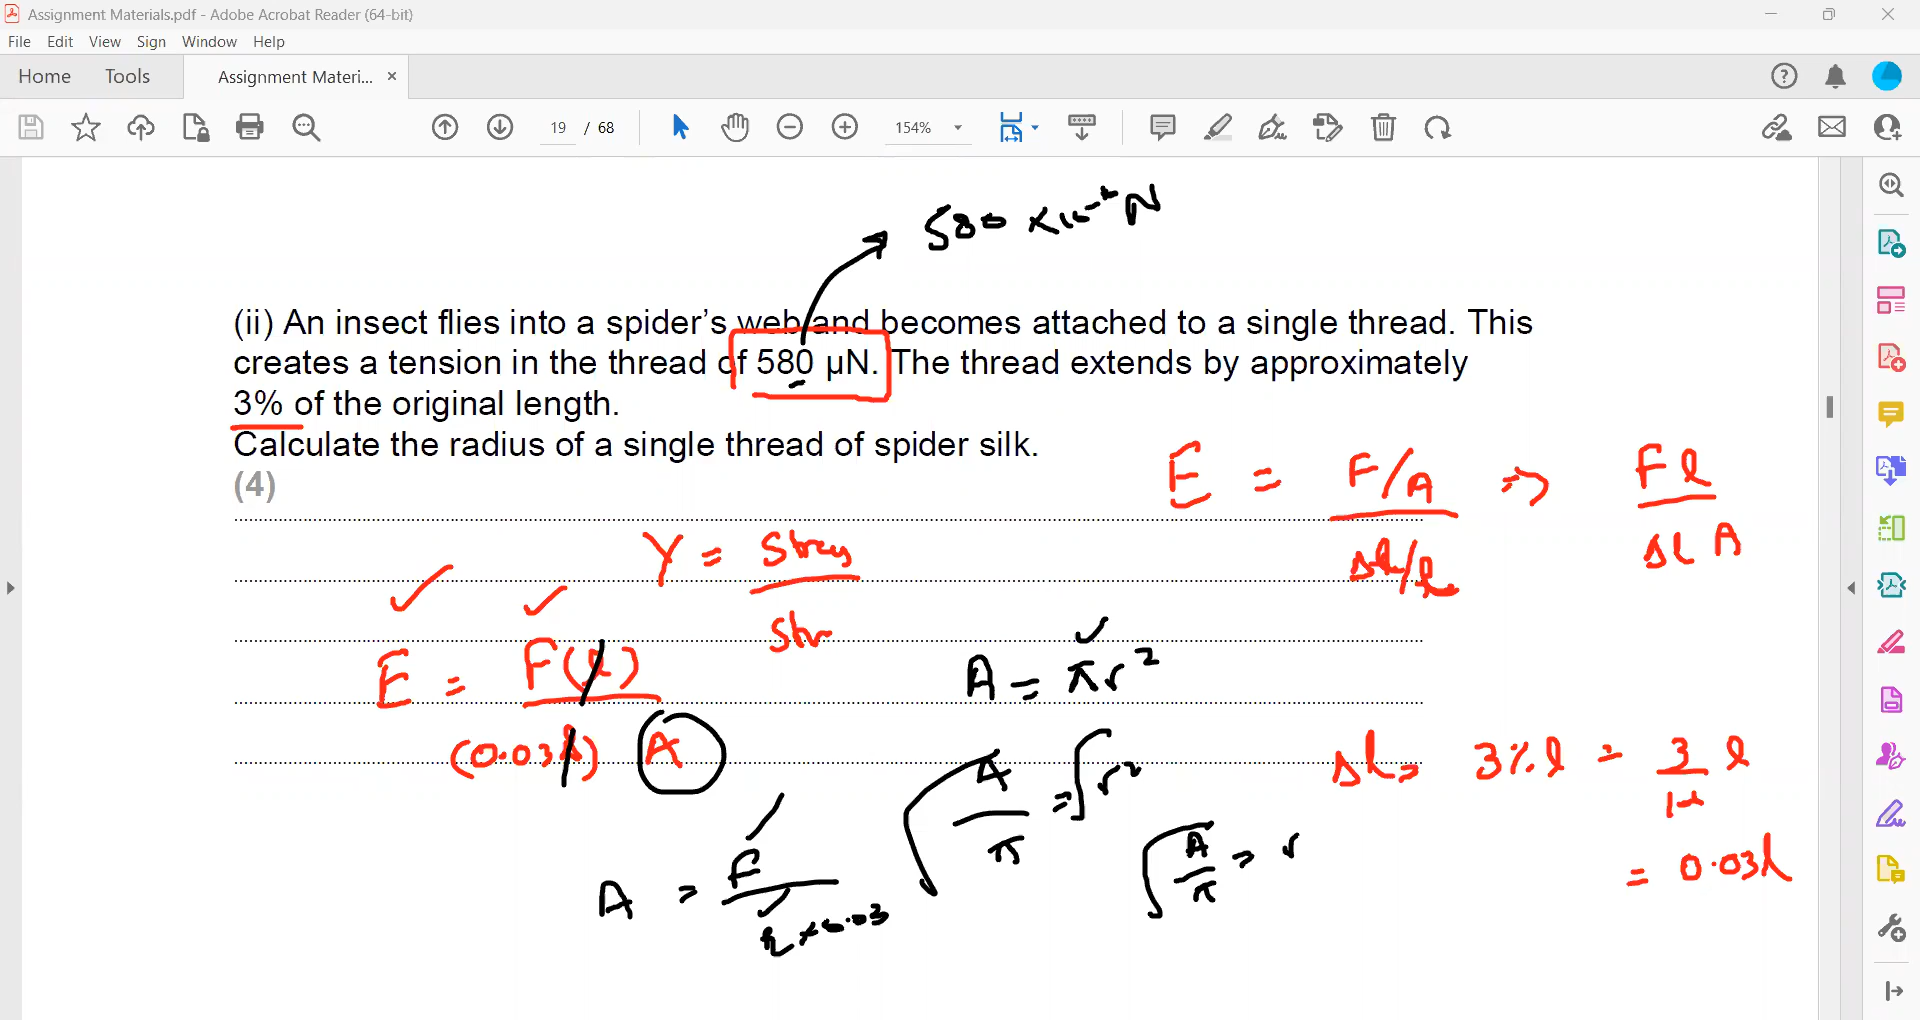 Assignment Materials.pdf - Adobe Acrobat Reader (64-bit)
File Edit View Sign Window Help
Home Tools Assignment Materi... ×
19 / 68 154%
580 ×10 N
(ii) An insect flies into a spider's web and becomes attached to a single thread. This
creates a tension in the thread of 580 μN. The thread extends by approximately
3% of the original length.
Calculate the radius of a single thread of spider silk.
(4)
E = F/A / Δl/l ⇒ Fl / Δl A
Y = Stress / Str
E = F(l) / (0.03l) A
A = πr²
√A/π = √r²
Δl = 3% l = 3/100 l
= 0.03l
√A/π = r
A = F / E × 0.03